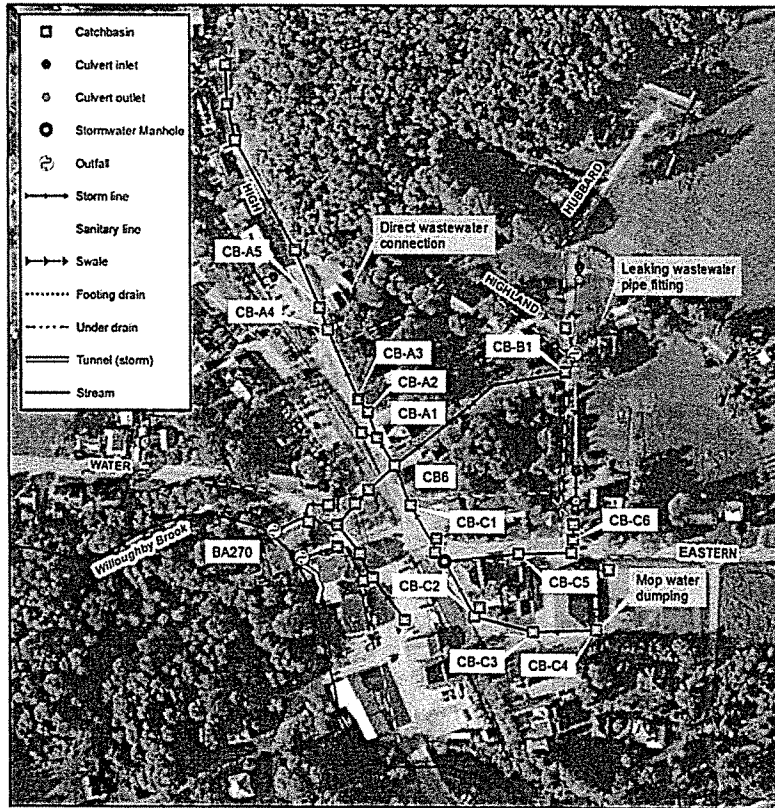 Catchbasin
Culvert inlet
Culvert outlet
Stormwater Manhole
Outfall
Storm line
Sanitary line
Swale
Footing drain
Under drain
Tunnel (storm)
Stream
HIGH
HUBBARD
Direct wastewater
connection
CB-A5
Leaking wastewater
pipe fitting
HIGHLAND
CB-A4
CB-A3
CB-B1
CB-A2
CB-A1
WATER
CB6
CB-C1
CB-C6
Willoughby Brook
BA270
EASTERN
CB-C2
CB-C5
Mop water
dumping
CB-C3
CB-C4